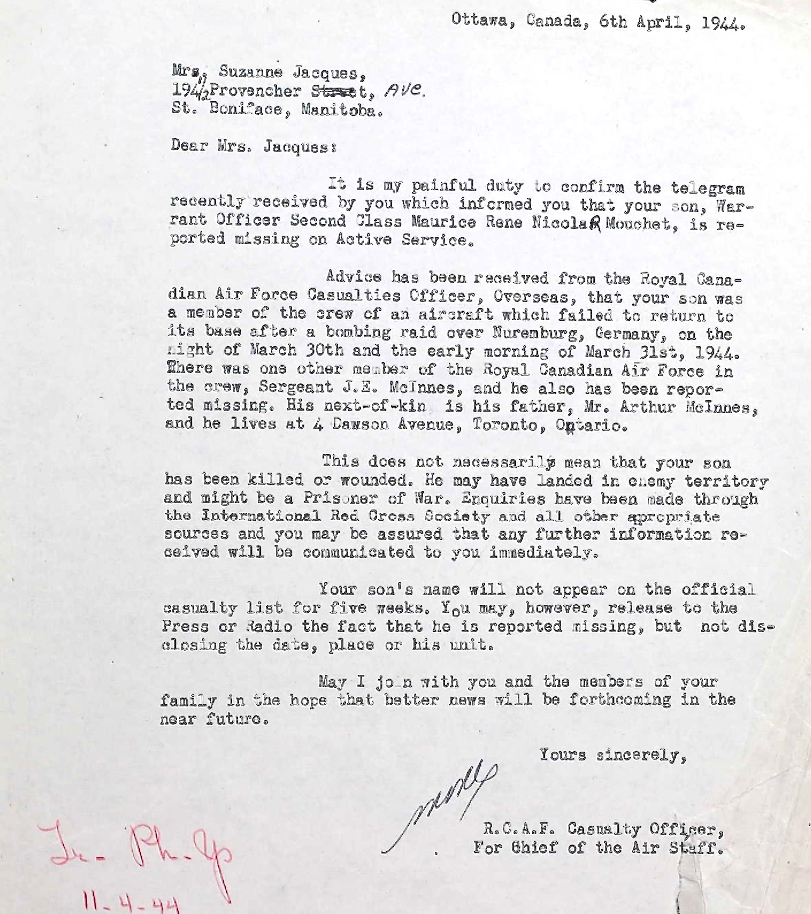 Ottawa, Canada, 6th April, 1944.
Mrs, Suzanne Jacques,
194½ Provencher Street, Ave.
St. Boniface, Manitoba.
Dear Mrs. Jacques:
It is my painful duty to confirm the telegram
recently received by you which informed you that your son, War-
rant Officer Second Class Maurice Rene NicolaR Mouchet, is re-
ported missing on Active Service.
Advice has been received from the Royal Cana-
dian Air Force Casualties Officer, Overseas, that your son was
a member of the crew of an aircraft which failed to return to
its base after a bombing raid over Nuremburg, Germany, on the
night of March 30th and the early morning of March 31st, 1944.
There was one other member of the Royal Canadian Air Force in
the crew, Sergeant J.E. McInnes, and he also has been repor-
ted missing. His next-of-kin is his father, Mr. Arthur McInnes,
and he lives at 4 Dawson Avenue, Toronto, Ontario.
This does not necessarily mean that your son
has been killed or wounded. He may have landed in enemy territory
and might be a Prisoner of War. Enquiries have been made through
the International Red Cross Society and all other apropriate
sources and you may be assured that any further information re-
ceived will be communicated to you immediately.
Your son's name will not appear on the official
casualty list for five weeks. You may, however, release to the
Press or Radio the fact that he is reported missing, but not dis-
closing the date, place or his unit.
May I join with you and the members of your
family in the hope that better news will be forthcoming in the
near future.
Yours sincerely,
R.C.A.F. Casualty Officer,
For Chief of the Air Staff.
11-4-44